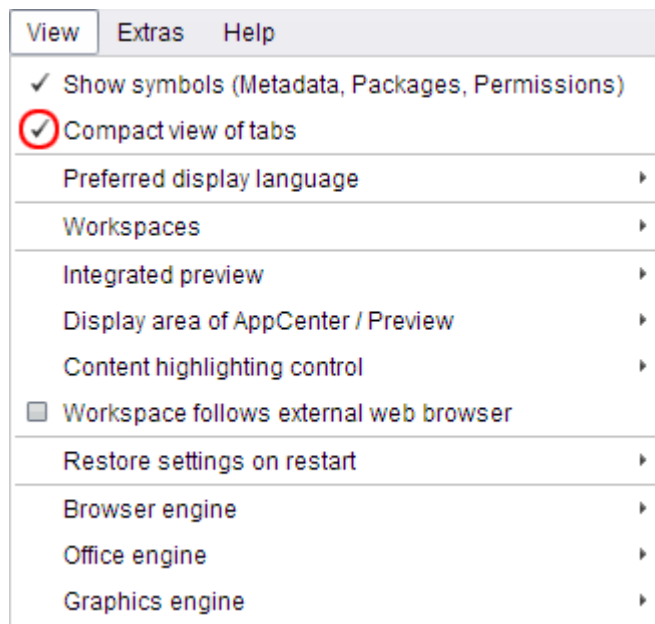 View Extras Help
Show symbols (Metadata, Packages, Permissions)
Compact view of tabs
Preferred display language
Workspaces
Integrated preview
Display area of AppCenter / Preview
Content highlighting control
Workspace follows external web browser
Restore settings on restart
Browser engine
Office engine
Graphics engine